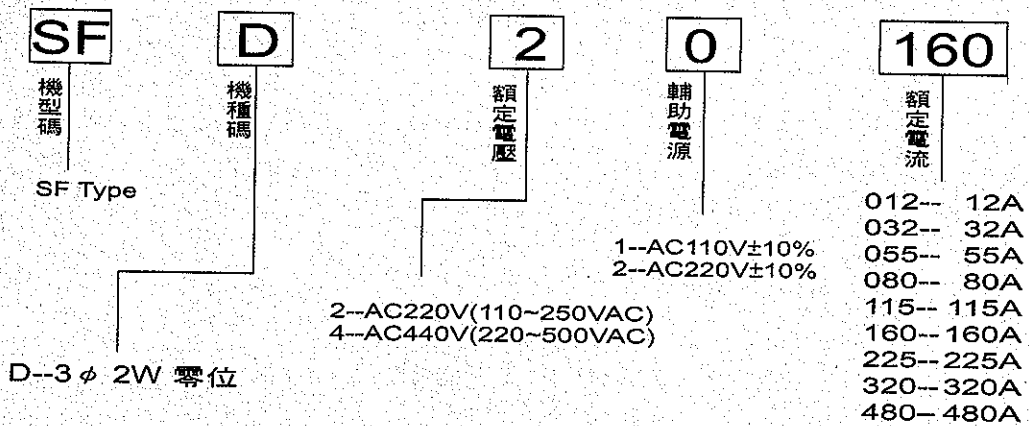 SF D 2 0 160
機型碼
機種碼
額定電壓
輔助電源
額定電流
SF Type
D--3 ϕ 2W 零位
2--AC220V(110~250VAC)
4--AC440V(220~500VAC)
1--AC110V±10%
2--AC220V±10%
012-- 12A
032-- 32A
055-- 55A
080-- 80A
115-- 115A
160--160A
225--225A
320--320A
480--480A